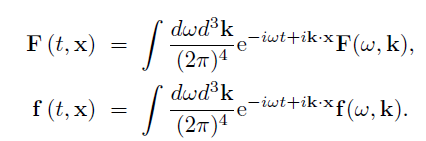 F (t, x) = ∫ dωd³k/(2π)⁴ e^{−iωt+ik·x} F(ω, k),
f (t, x) = ∫ dωd³k/(2π)⁴ e^{−iωt+ik·x} f(ω, k).